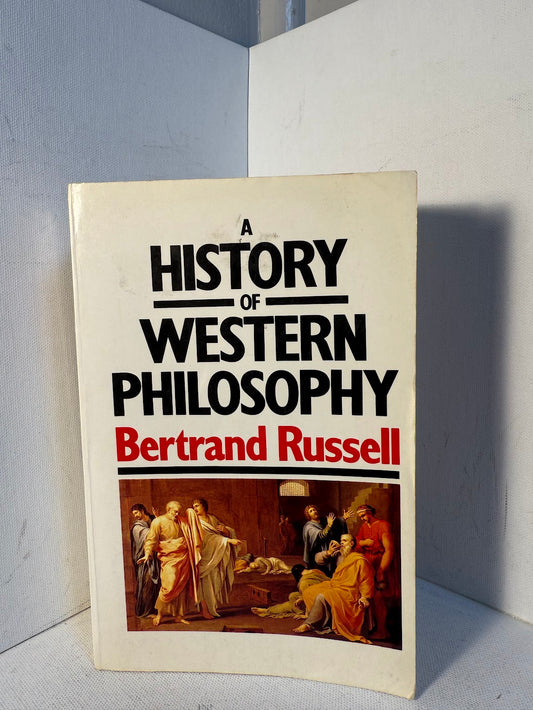 A
HISTORY
OF
WESTERN
PHILOSOPHY
Bertrand Russell